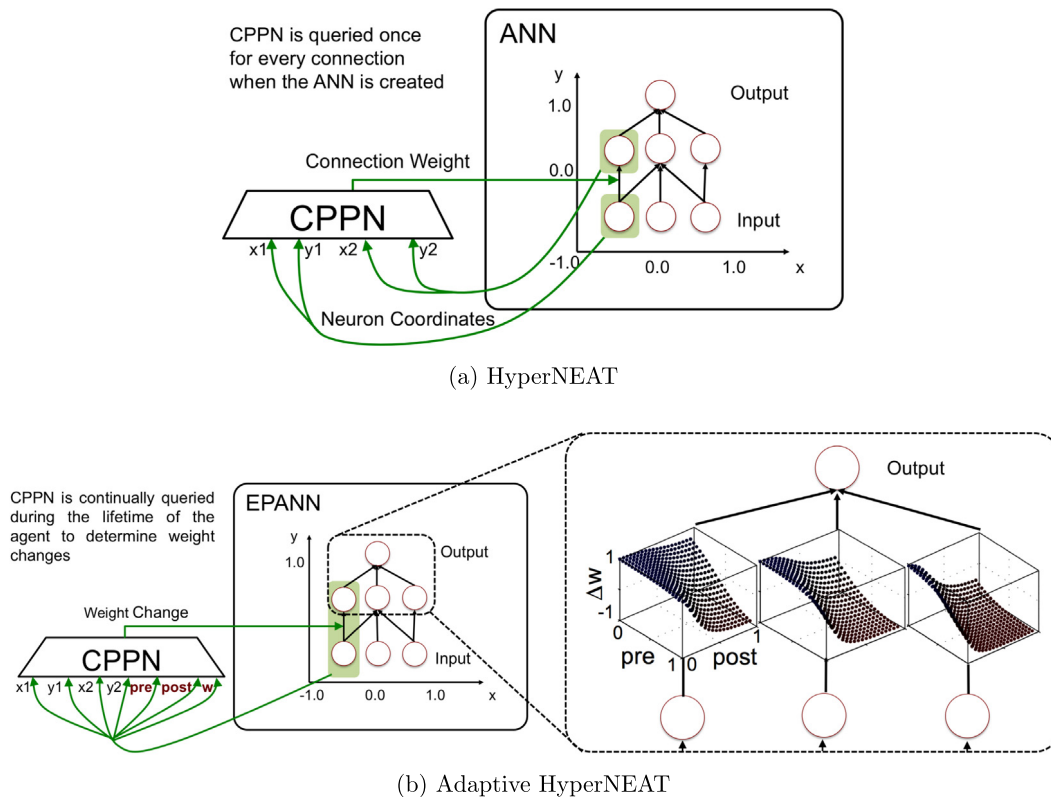 CPPN is queried once
for every connection
when the ANN is created
ANN
y
1.0
Output
0.0
Connection Weight
CPPN
x1
y1
x2
y2
Input
-1.0
0.0
1.0
x
Neuron Coordinates
(a) HyperNEAT
CPPN is continually queried
during the lifetime of the
agent to determine weight
changes
EPANN
y
1.0
Output
Weight Change
CPPN
x1
y1
x2
y2
pre
post
w
Input
-1.0
0.0
1.0
x
Output
1
Δw
-1
0
pre
1
0
post
1
(b) Adaptive HyperNEAT